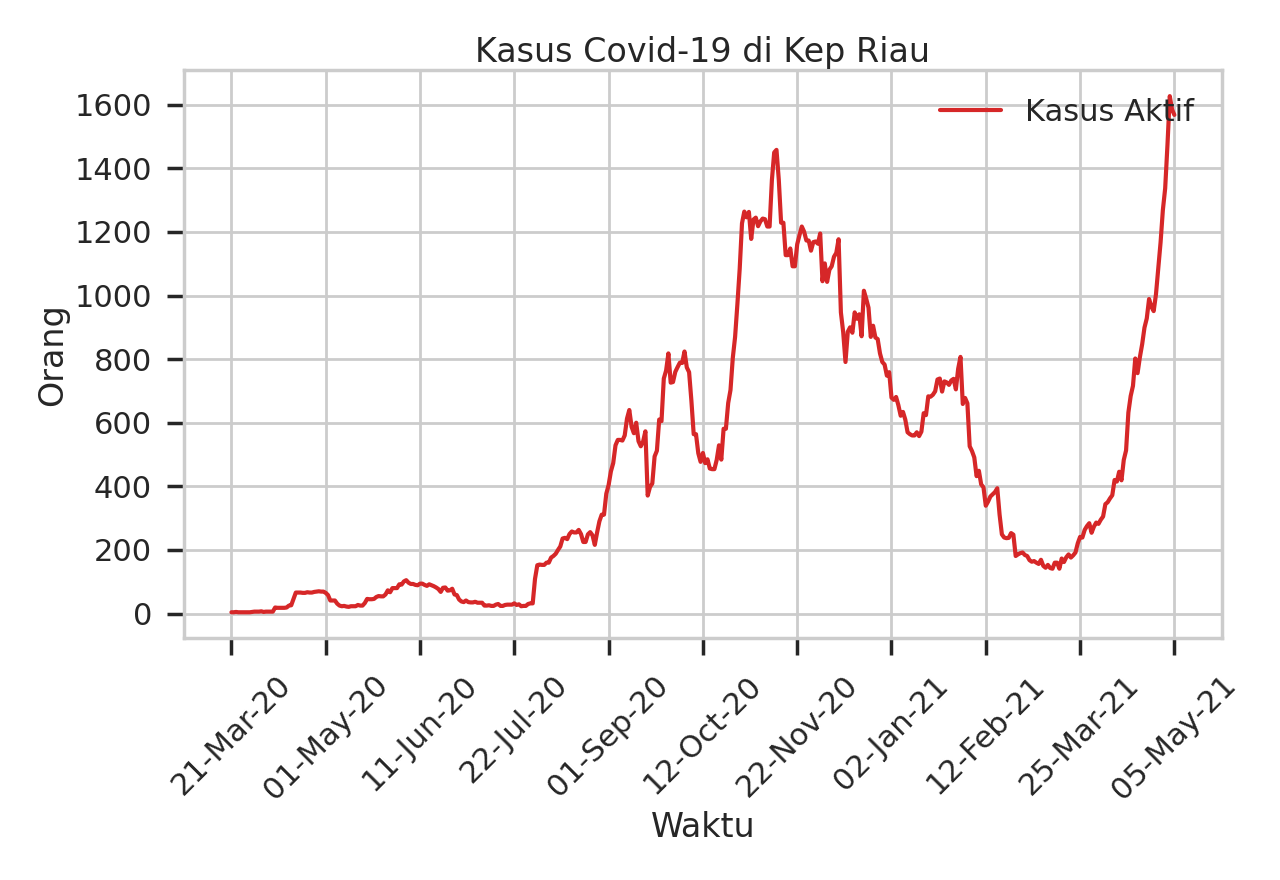 Kasus Covid-19 di Kep Riau
Kasus Aktif
Orang
1600
1400
1200
1000
800
600
400
200
0
21-Mar-20
01-May-20
11-Jun-20
22-Jul-20
01-Sep-20
12-Oct-20
22-Nov-20
02-Jan-21
12-Feb-21
25-Mar-21
05-May-21
Waktu